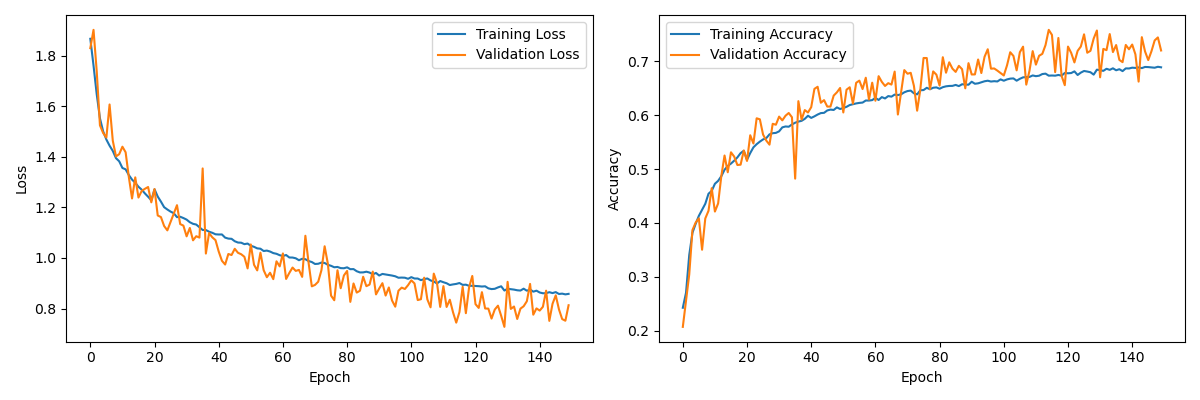 Training Loss
Validation Loss
1.8
1.6
1.4
1.2
1.0
0.8
Loss
0 20 40 60 80 100 120 140
Epoch
Training Accuracy
Validation Accuracy
0.7
0.6
0.5
0.4
0.3
0.2
Accuracy
0 20 40 60 80 100 120 140
Epoch